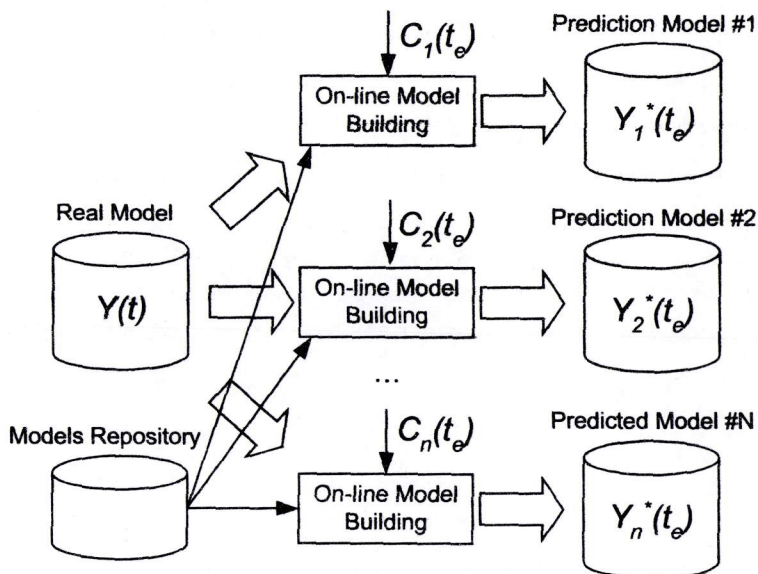 Prediction Model #1
C₁(tₑ)
On-line Model
Building
Y₁*(tₑ)
Real Model
Prediction Model #2
C₂(tₑ)
Y(t)
On-line Model
Building
Y₂*(tₑ)
...
Models Repository
Predicted Model #N
Cₙ(tₑ)
On-line Model
Building
Yₙ*(tₑ)